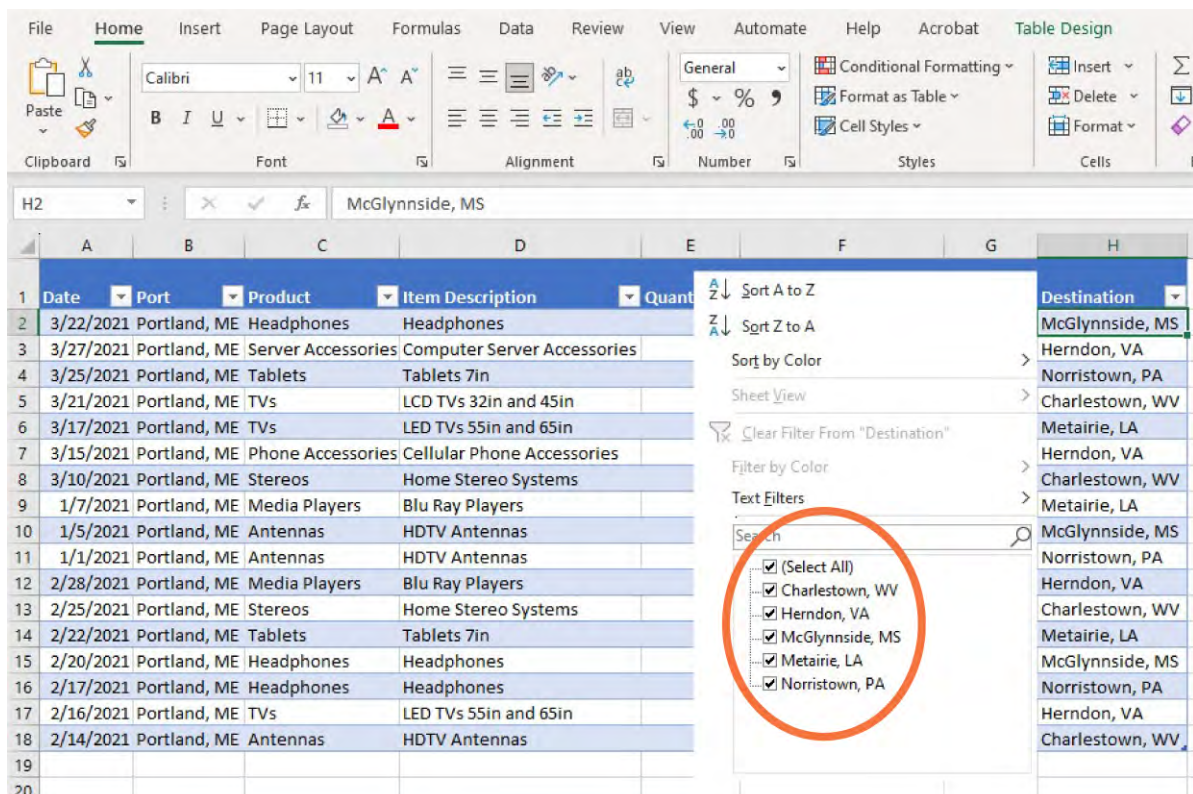 File Home Insert Page Layout Formulas Data Review View Automate Help Acrobat Table Design
Calibri 11 A A ab General Conditional Formatting Insert Σ
Paste $ % 9 Format as Table Delete
B I U A .00 .00 Cell Styles Format
Clipboard Font Alignment Number Styles Cells
H2 fx McGlynnside, MS
A B C D E F G H
1 Date Port Product Item Description Quant Destination
2 3/22/2021 Portland, ME Headphones Headphones McGlynnside, MS
3 3/27/2021 Portland, ME Server Accessories Computer Server Accessories Herndon, VA
4 3/25/2021 Portland, ME Tablets Tablets 7in Norristown, PA
5 3/21/2021 Portland, ME TVs LCD TVs 32in and 45in Charlestown, WV
6 3/17/2021 Portland, ME TVs LED TVs 55in and 65in Metairie, LA
7 3/15/2021 Portland, ME Phone Accessories Cellular Phone Accessories Herndon, VA
8 3/10/2021 Portland, ME Stereos Home Stereo Systems Charlestown, WV
9 1/7/2021 Portland, ME Media Players Blu Ray Players Metairie, LA
10 1/5/2021 Portland, ME Antennas HDTV Antennas McGlynnside, MS
11 1/1/2021 Portland, ME Antennas HDTV Antennas Norristown, PA
12 2/28/2021 Portland, ME Media Players Blu Ray Players Herndon, VA
13 2/25/2021 Portland, ME Stereos Home Stereo Systems Charlestown, WV
14 2/22/2021 Portland, ME Tablets Tablets 7in Metairie, LA
15 2/20/2021 Portland, ME Headphones Headphones McGlynnside, MS
16 2/17/2021 Portland, ME Headphones Headphones Norristown, PA
17 2/16/2021 Portland, ME TVs LED TVs 55in and 65in Herndon, VA
18 2/14/2021 Portland, ME Antennas HDTV Antennas Charlestown, WV
19
20
Sort A to Z
Sort Z to A
Sort by Color
Sheet View
Clear Filter From "Destination"
Filter by Color
Text Filters
Search
(Select All)
Charlestown, WV
Herndon, VA
McGlynnside, MS
Metairie, LA
Norristown, PA